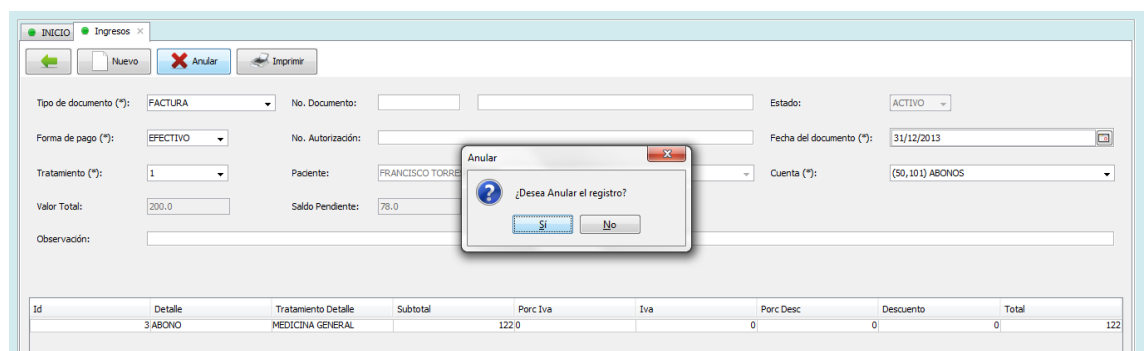 INICIO Ingresos
Nuevo Anular Imprimir
Tipo de documento (*): FACTURA No. Documento: Estado: ACTIVO
Forma de pago (*): EFECTIVO No. Autorización: Fecha del documento (*): 31/12/2013
Anular
Tratamiento (*): 1 Paciente: FRANCISCO Cuenta (*): (50,101) ABONOS
¿Desea Anular el registro?
Valor Total: 200.0 Saldo Pendiente: 78.0
Sí No
Observación:
Id Detalle Tratamiento Detalle Subtotal Porc Iva Iva Porc Desc Descuento Total
3 ABONO MEDICINA GENERAL 122 0 0 0 0 122